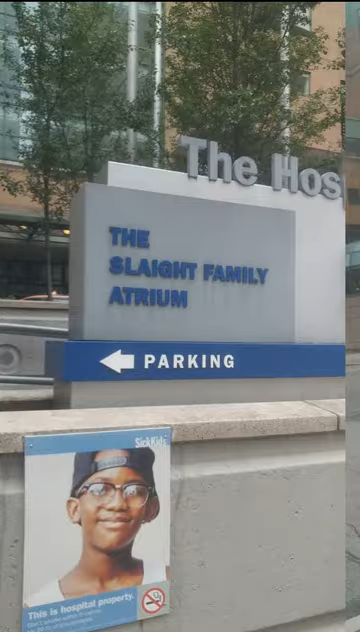 The Hos
THE
SLAIGHT FAMILY
ATRIUM
PARKING
SickKids
This is hospital property.